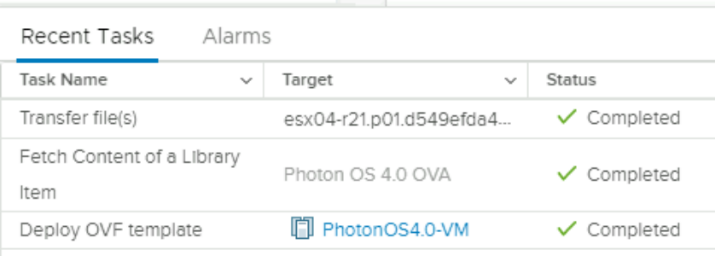 Recent Tasks Alarms
Task Name Target Status
Transfer file(s) esx04-r21.p01.d549efda4... Completed
Fetch Content of a Library
Item Photon OS 4.0 OVA Completed
Deploy OVF template PhotonOS4.0-VM Completed